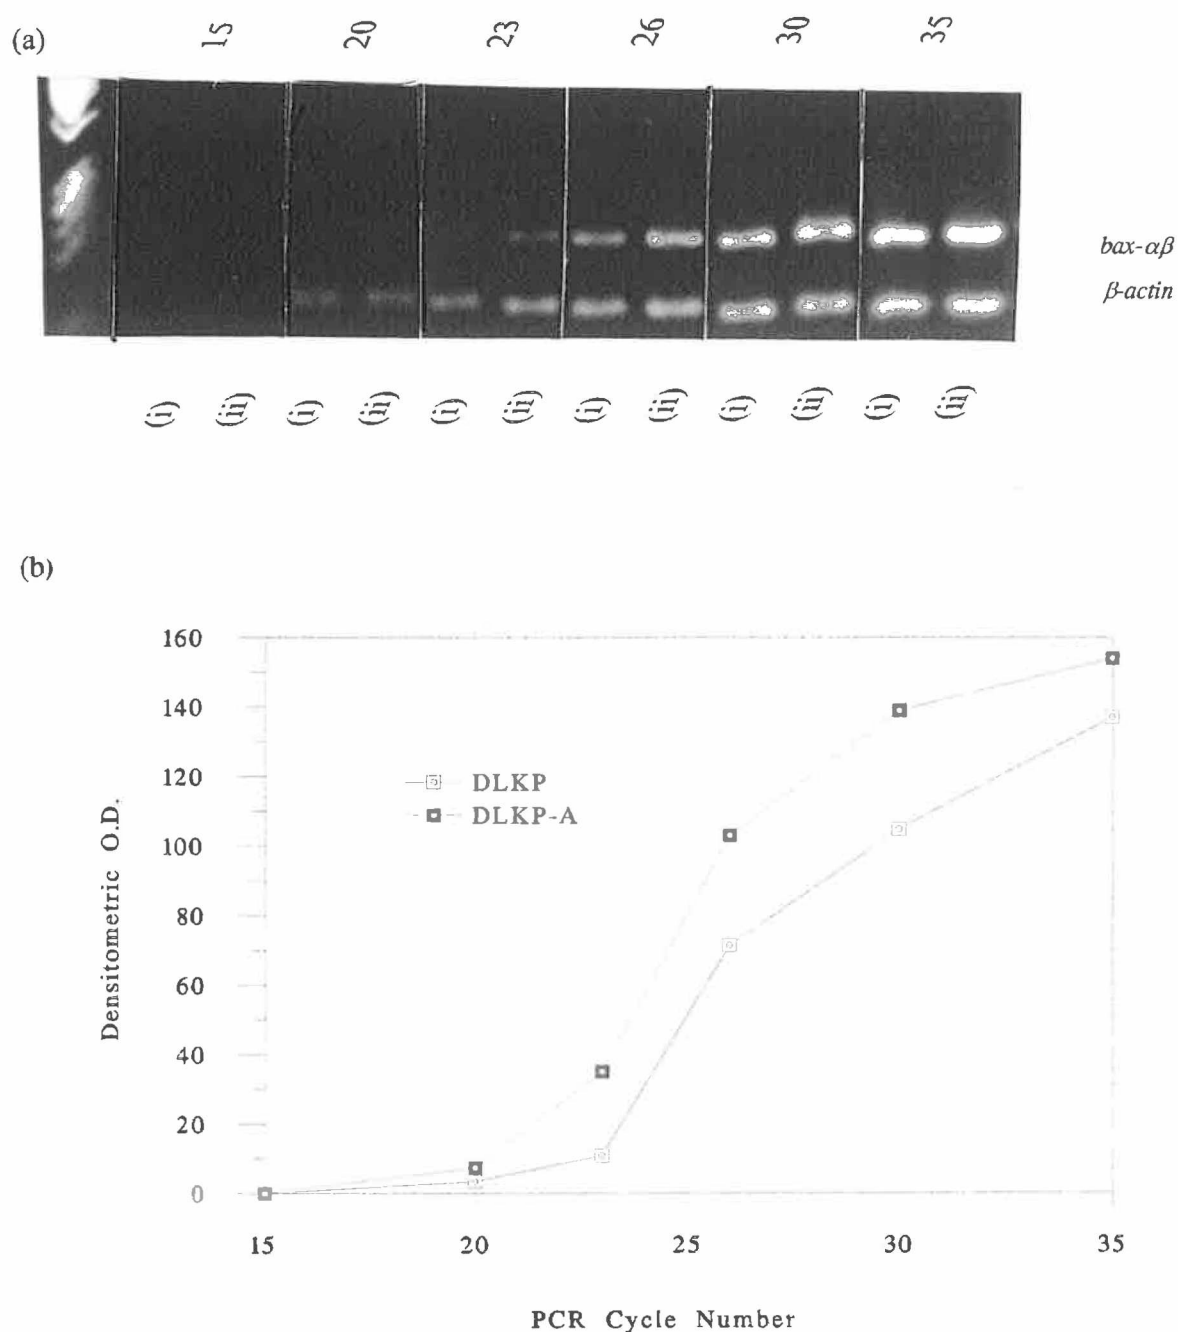 (a)
15 20 23 26 30 35
bax-αβ
β-actin
(i) (ii) (i) (ii) (i) (ii) (i) (ii) (i) (ii) (i) (ii)
(b)
160
140
120
100
80
60
40
20
0
Densitometric O.D.
DLKP
DLKP-A
15 20 25 30 35
PCR Cycle Number